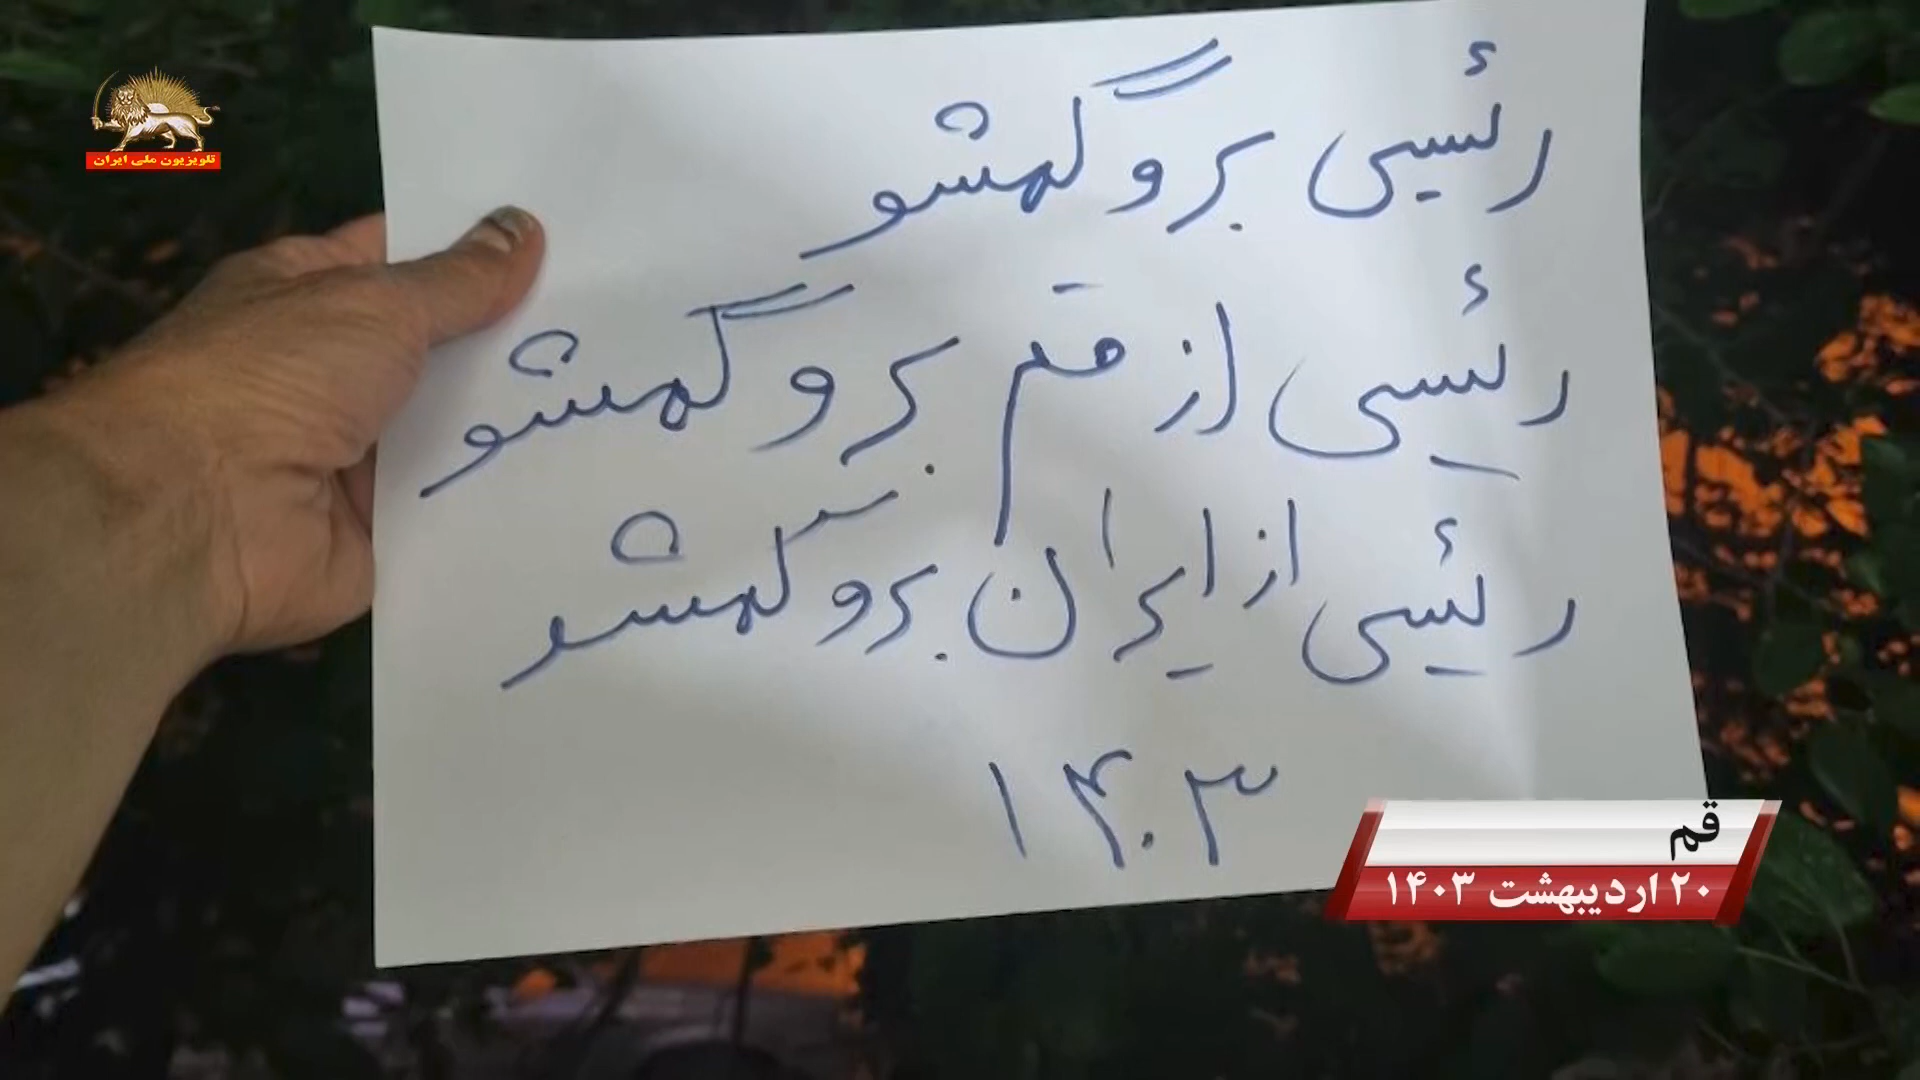 تلویزیون ملی ایران
رئیسی برو گمشو
رئیسی از قم برو گمشو
رئیسی از ایران برو گمشو
۱۴۰۳
قم
۲۰ اردیبهشت ۱۴۰۳